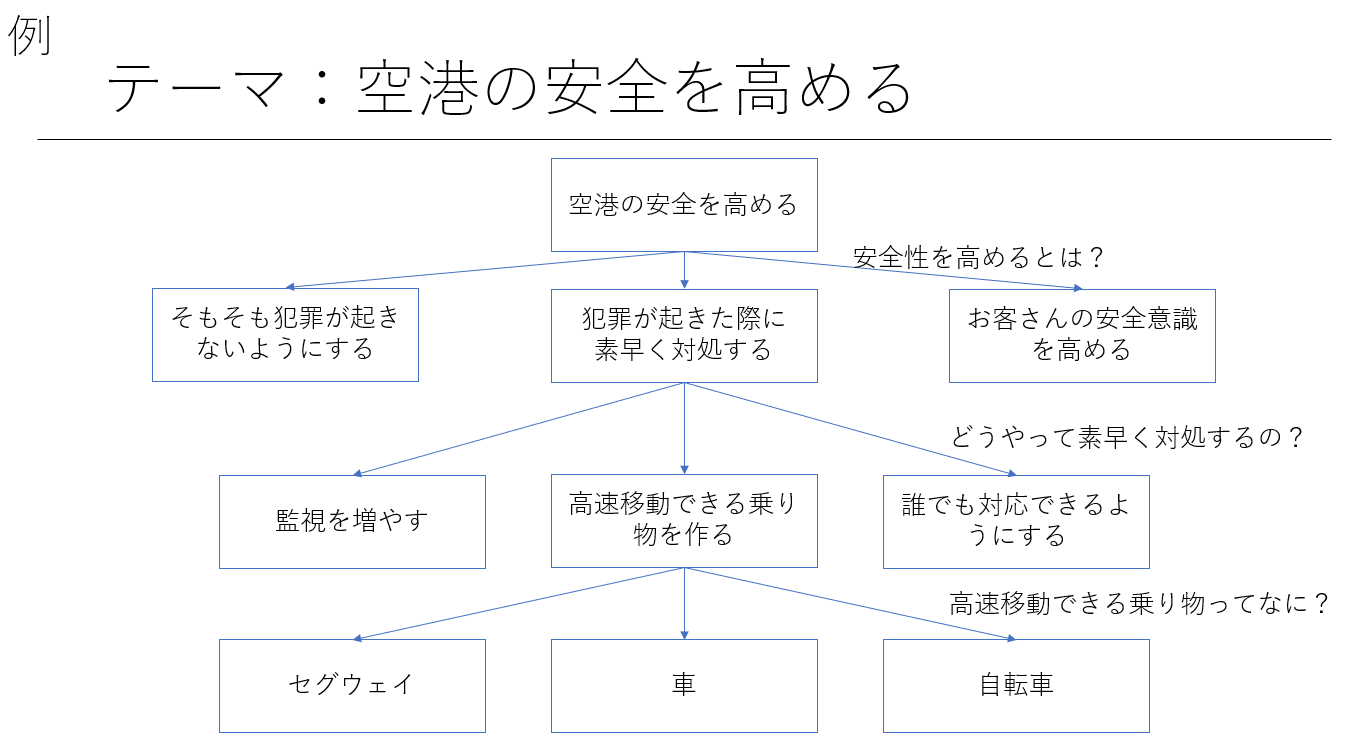 例
テーマ：空港の安全を高める
空港の安全を高める
安全性を高めるとは？
そもそも犯罪が起き
ないようにする
犯罪が起きた際に
素早く対処する
お客さんの安全意識
を高める
どうやって素早く対処するの？
監視を増やす
高速移動できる乗り
物を作る
誰でも対応できるよ
うにする
高速移動できる乗り物ってなに？
セグウェイ
車
自転車